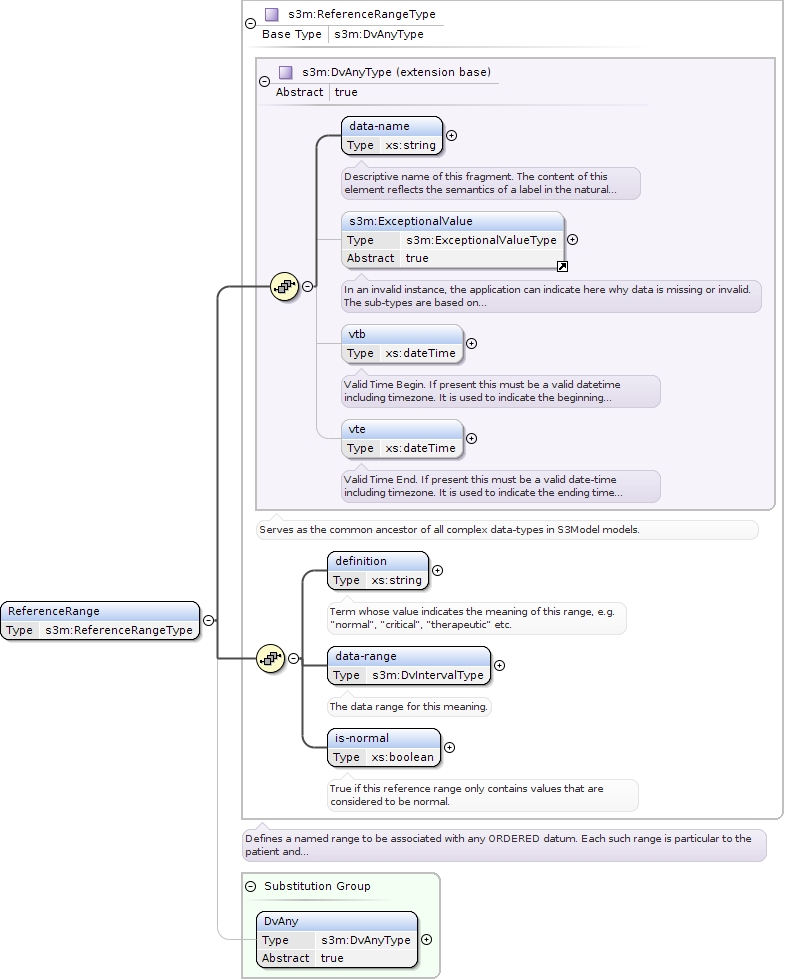 s3m:ReferenceRangeType
Base Type s3m:DvAnyType
s3m:DvAnyType (extension base)
Abstract true
data-name
Type xs:string
Descriptive name of this fragment. The content of this
element reflects the semantics of a label in the natural...
s3m:ExceptionalValue
Type s3m:ExceptionalValueType
Abstract true
In an invalid instance, the application can indicate here why data is missing or invalid.
The sub-types are based on...
vtb
Type xs:dateTime
Valid Time Begin. If present this must be a valid datetime
including timezone. It is used to indicate the beginning...
vte
Type xs:dateTime
Valid Time End. If present this must be a valid date-time
including timezone. It is used to indicate the ending time...
Serves as the common ancestor of all complex data-types in S3Model models.
definition
Type xs:string
Term whose value indicates the meaning of this range, e.g.
"normal", "critical", "therapeutic" etc.
ReferenceRange
Type s3m:ReferenceRangeType
data-range
Type s3m:DvIntervalType
The data range for this meaning.
is-normal
Type xs:boolean
True if this reference range only contains values that are
considered to be normal.
Defines a named range to be associated with any ORDERED datum. Each such range is particular to the
patient and...
Substitution Group
DvAny
Type s3m:DvAnyType
Abstract true